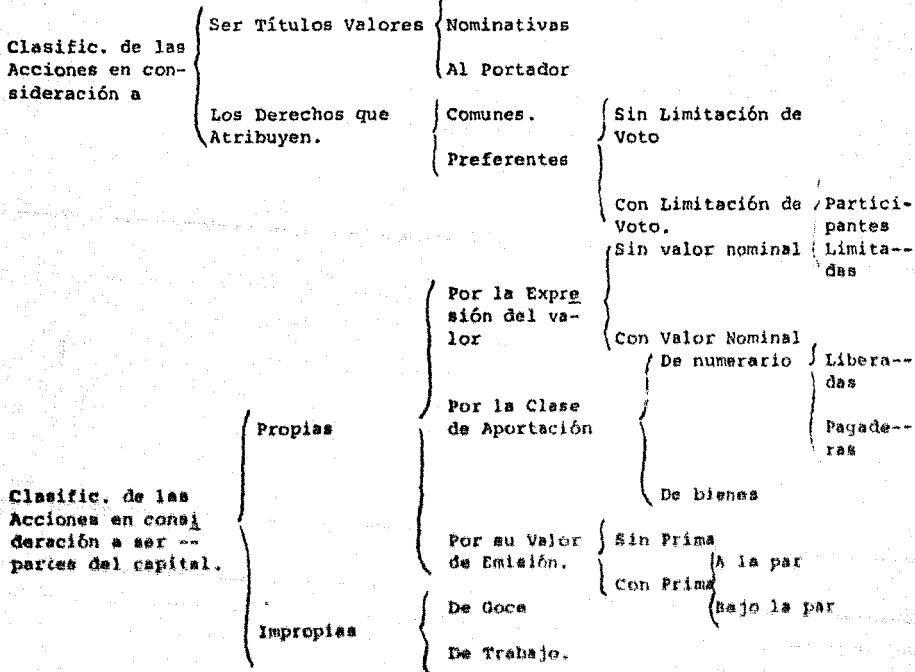 Clasific. de las
Acciones en con-
sideración a
Ser Títulos Valores
Nominativas
Al Portador
Los Derechos que
Atribuyen.
Comunes.
Preferentes
Sin Limitación de
Voto
Con Limitación de
Voto.
Partici-
pantes
Limita--
das
Clasific. de las
Acciones en consi
deración a ser --
partes del capital.
Propias
Por la Expre
sión del va-
lor
Sin valor nominal
Con Valor Nominal
Por la Clase
de Aportación
De numerario
Libera--
das
Pagade--
ras
De bienes
Por su Valor
de Emisión.
Sin Prima
Con Prima
A la par
Bajo la par
Impropias
De Goce
De Trabajo.